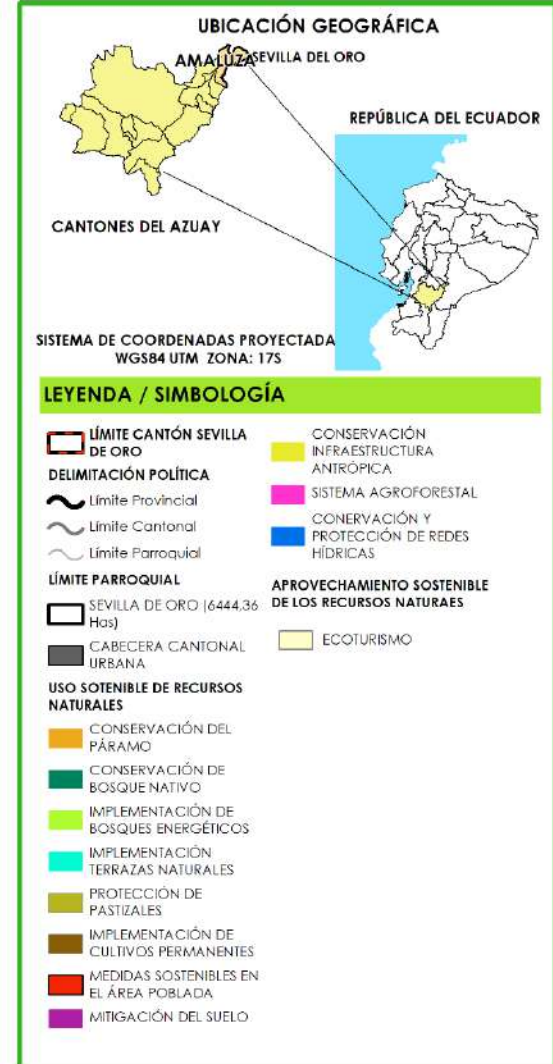 UBICACIÓN GEOGRÁFICA
AMALUZA
SEVILLA DEL ORO
REPÚBLICA DEL ECUADOR
CANTONES DEL AZUAY
SISTEMA DE COORDENADAS PROYECTADA
WGS84 UTM ZONA: 17S
LEYENDA / SIMBOLOGÍA
LÍMITE CANTÓN SEVILLA
DE ORO
DELIMITACIÓN POLÍTICA
Límite Provincial
Límite Cantonal
Límite Parroquial
LÍMITE PARROQUIAL
SEVILLA DE ORO (6444,36
Has)
CABECERA CANTONAL
URBANA
USO SOTENIBLE DE RECURSOS
NATURALES
CONSERVACIÓN DEL
PÁRAMO
CONSERVACIÓN DE
BOSQUE NATIVO
IMPLEMENTACIÓN DE
BOSQUES ENERGÉTICOS
IMPLEMENTACIÓN
TERRAZAS NATURALES
PROTECCIÓN DE
PASTIZALES
IMPLEMENTACIÓN DE
CULTIVOS PERMANENTES
MEDIDAS SOSTENIBLES EN
EL ÁREA POBLADA
MITIGACIÓN DEL SUELO
CONSERVACIÓN
INFRAESTRUCTURA
ANTRÓPICA
SISTEMA AGROFORESTAL
CONERVACIÓN Y
PROTECCIÓN DE REDES
HÍDRICAS
APROVECHAMIENTO SOSTENIBLE
DE LOS RECURSOS NATURAES
ECOTURISMO